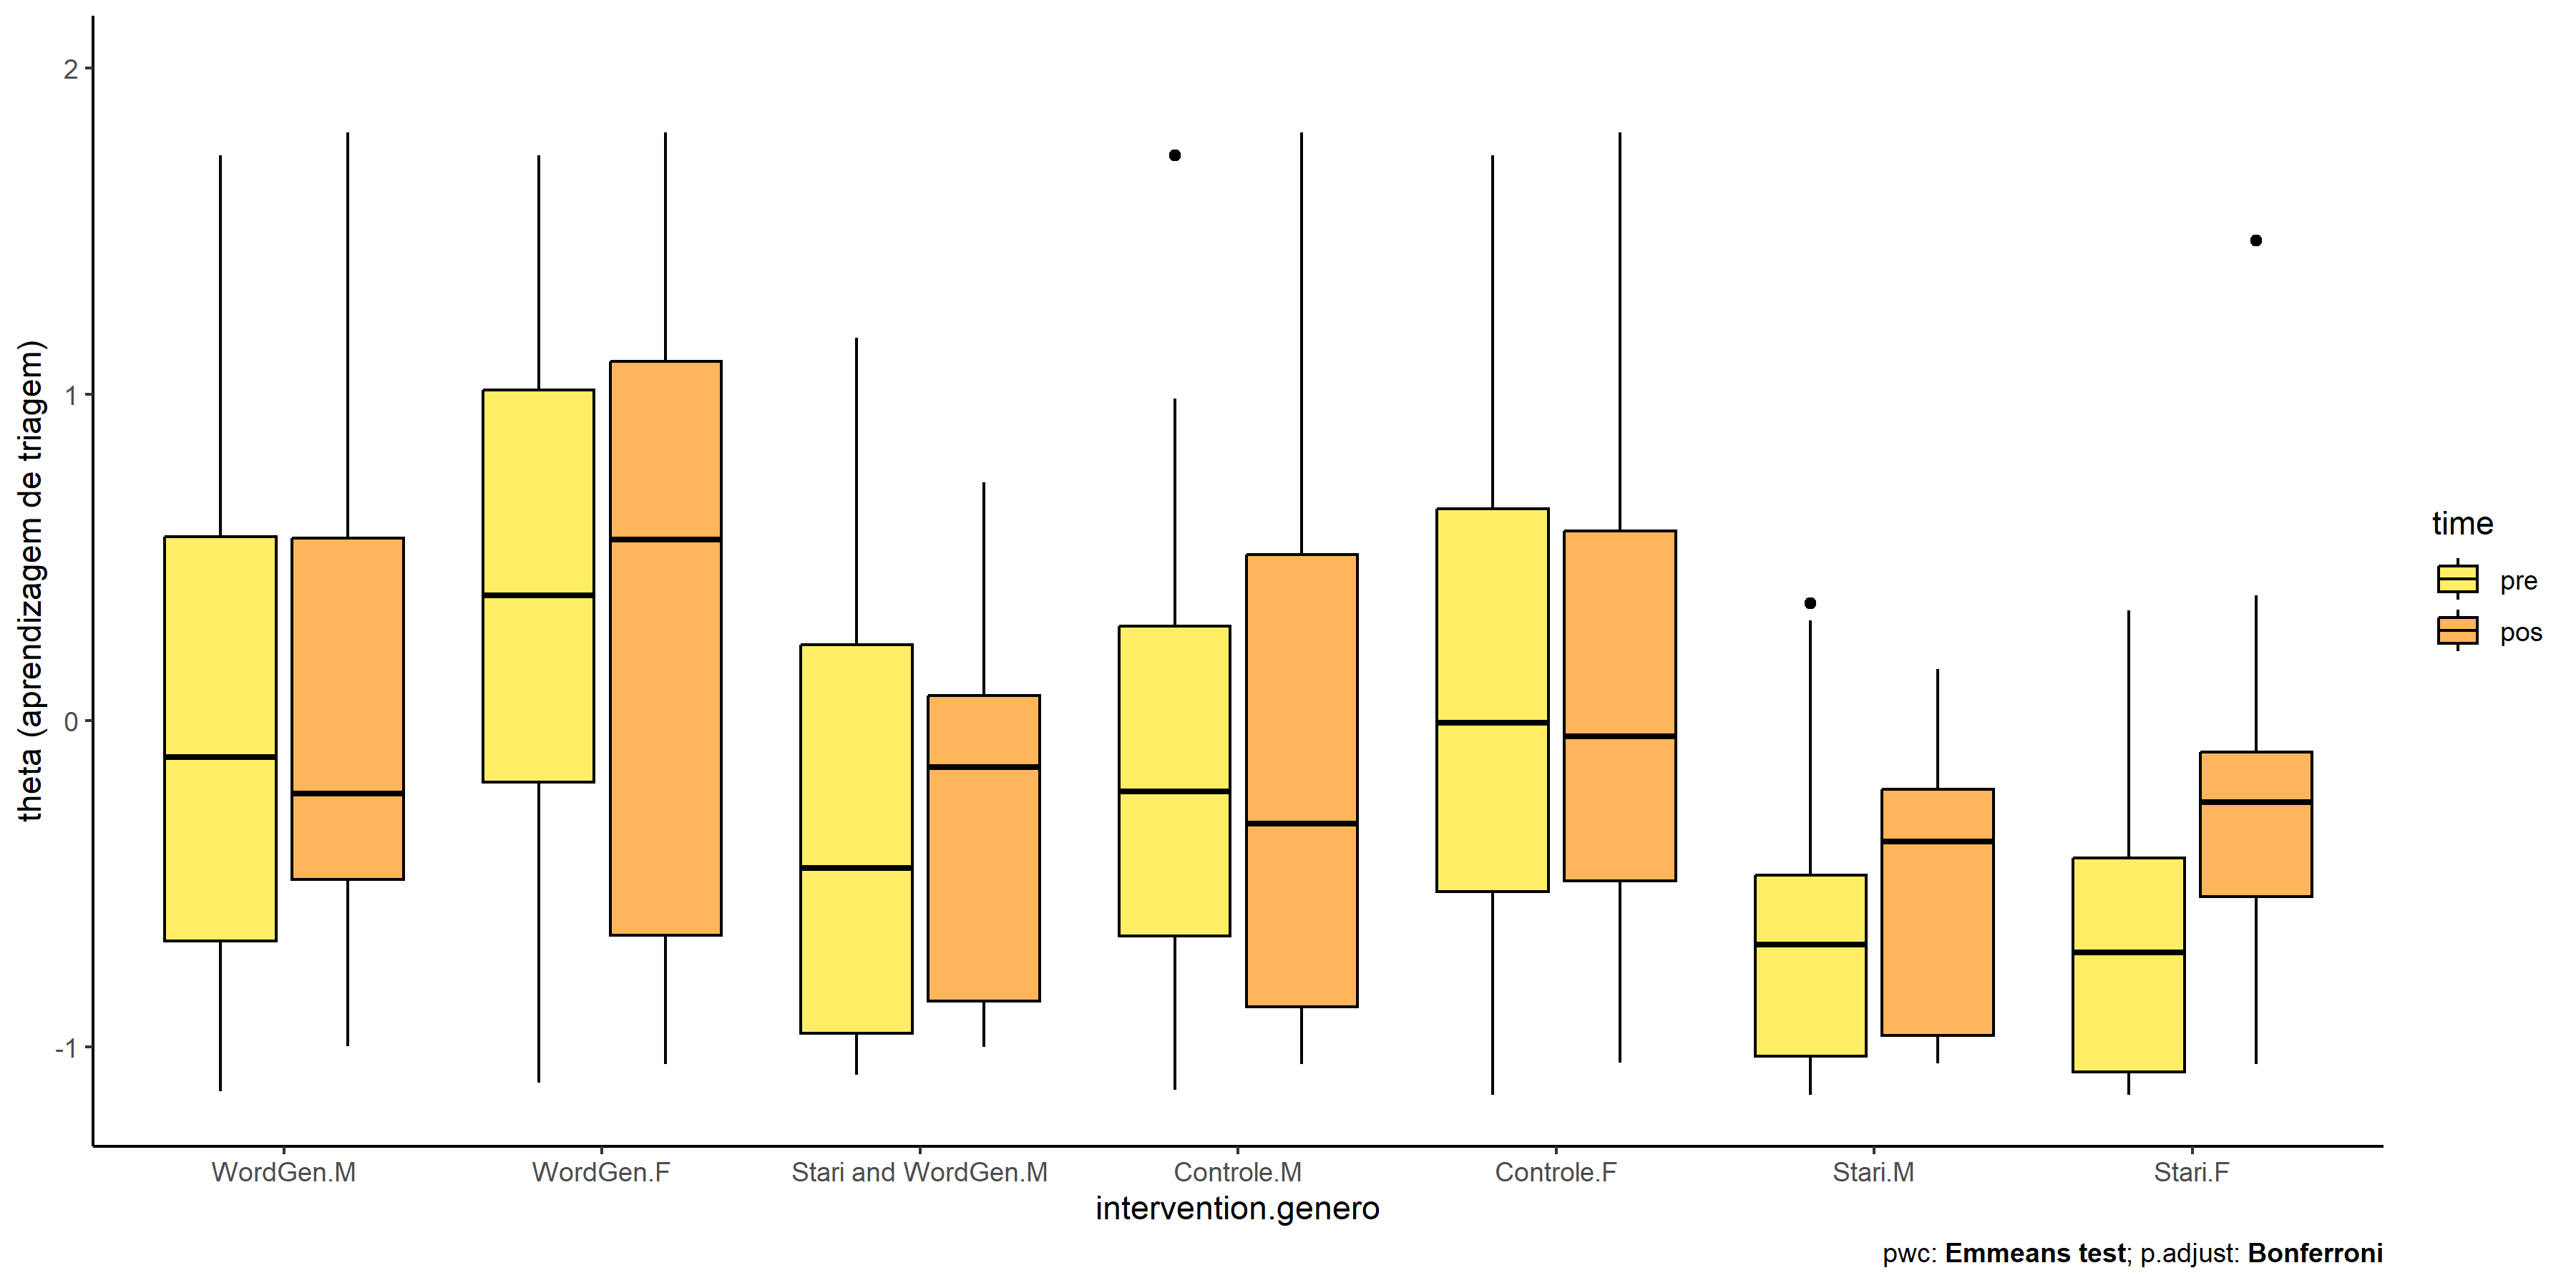 theta (aprendizagem de triagem)
2
1
0
-1
WordGen.M
WordGen.F
Stari and WordGen.M
Controle.M
Controle.F
Stari.M
Stari.F
intervention.genero
time
pre
pos
pwc: Emmeans test; p.adjust: Bonferroni